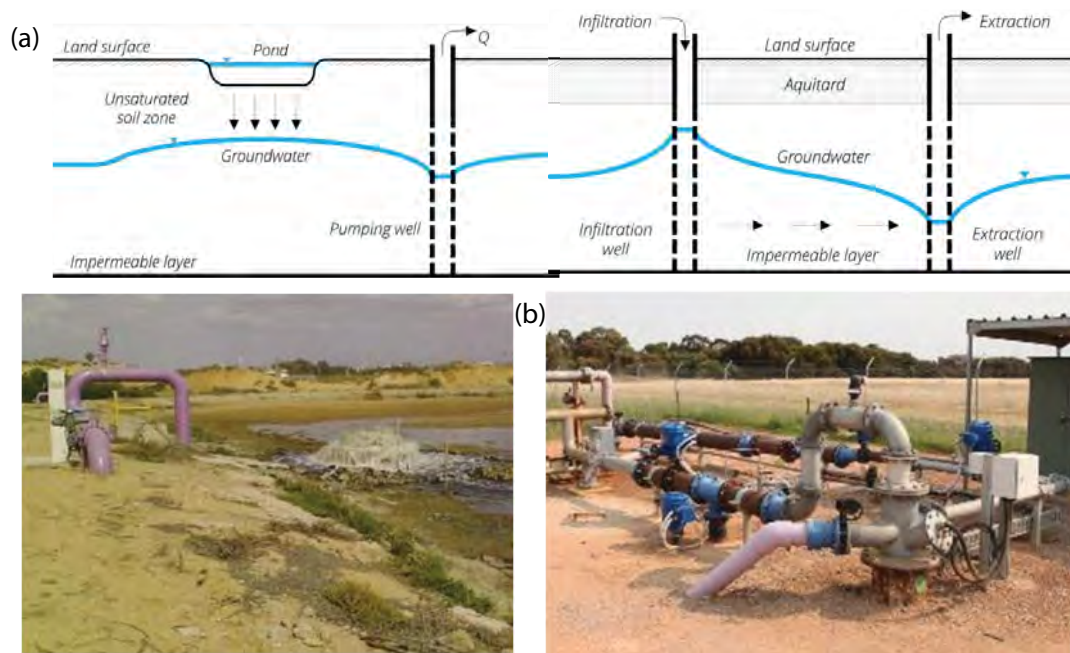 (a)
Land surface
Pond
Q
Unsaturated
soil zone
Groundwater
Pumping well
Impermeable layer
Infiltration
Extraction
Land surface
Aquitard
Groundwater
Infiltration
well
Impermeable layer
Extraction
well
(b)